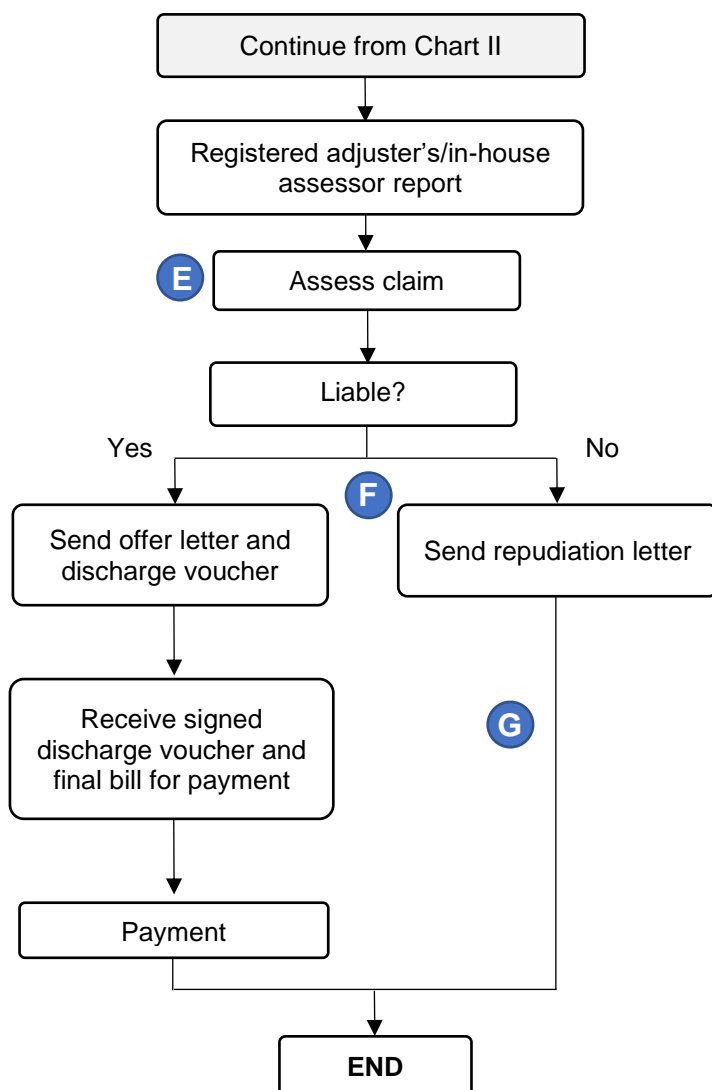 Continue from Chart II
Registered adjuster’s/in-house
assessor report
E
Assess claim
Liable?
Yes
No
F
Send offer letter and
discharge voucher
Send repudiation letter
Receive signed
discharge voucher and
final bill for payment
G
Payment
END